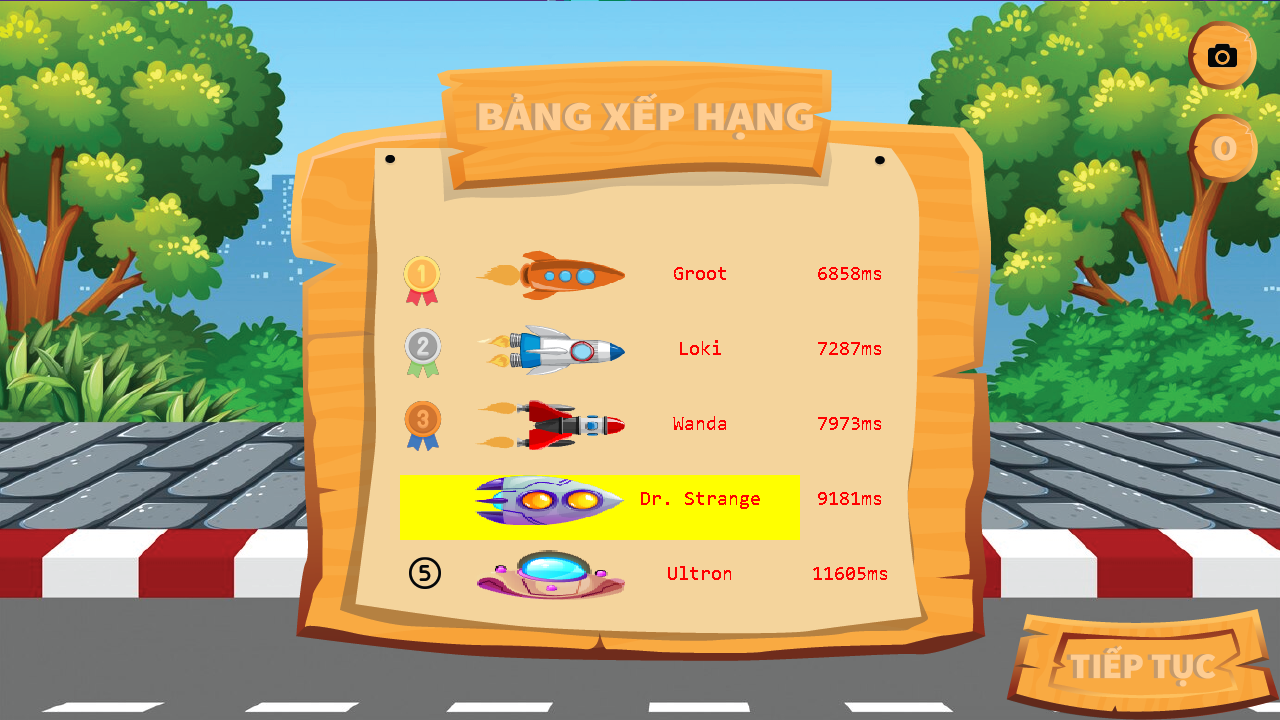 BẢNG XẾP HẠNG
0
1 Groot 6858ms
2 Loki 7287ms
3 Wanda 7973ms
Dr. Strange 9181ms
5 Ultron 11605ms
TIẾP TỤC